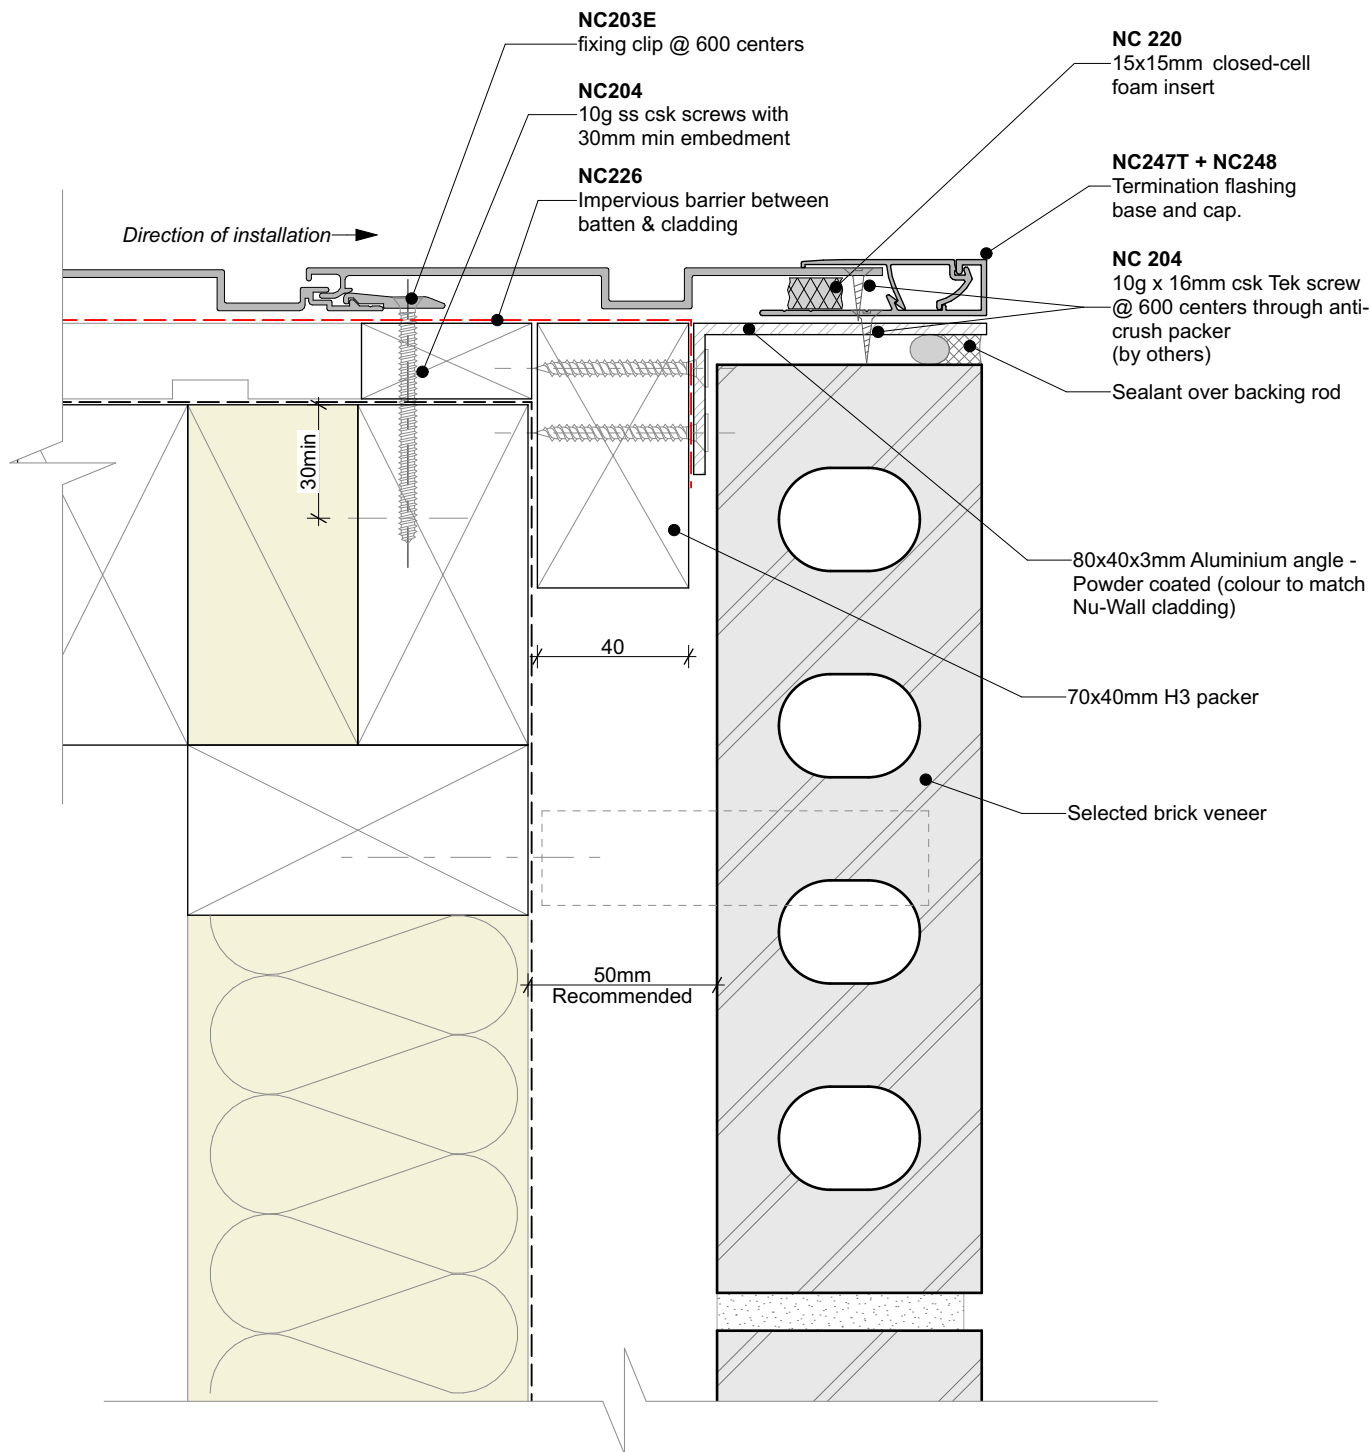 NC203E
fixing clip @ 600 centers
NC204
10g ss csk screws with
30mm min embedment
NC226
Impervious barrier between
batten & cladding
Direction of installation
NC 220
15x15mm closed-cell
foam insert
NC247T + NC248
Termination flashing
base and cap.
NC 204
10g x 16mm csk Tek screw
@ 600 centers through anti-
crush packer
(by others)
Sealant over backing rod
30min
80x40x3mm Aluminium angle -
Powder coated (colour to match
Nu-Wall cladding)
40
70x40mm H3 packer
Selected brick veneer
50mm
Recommended